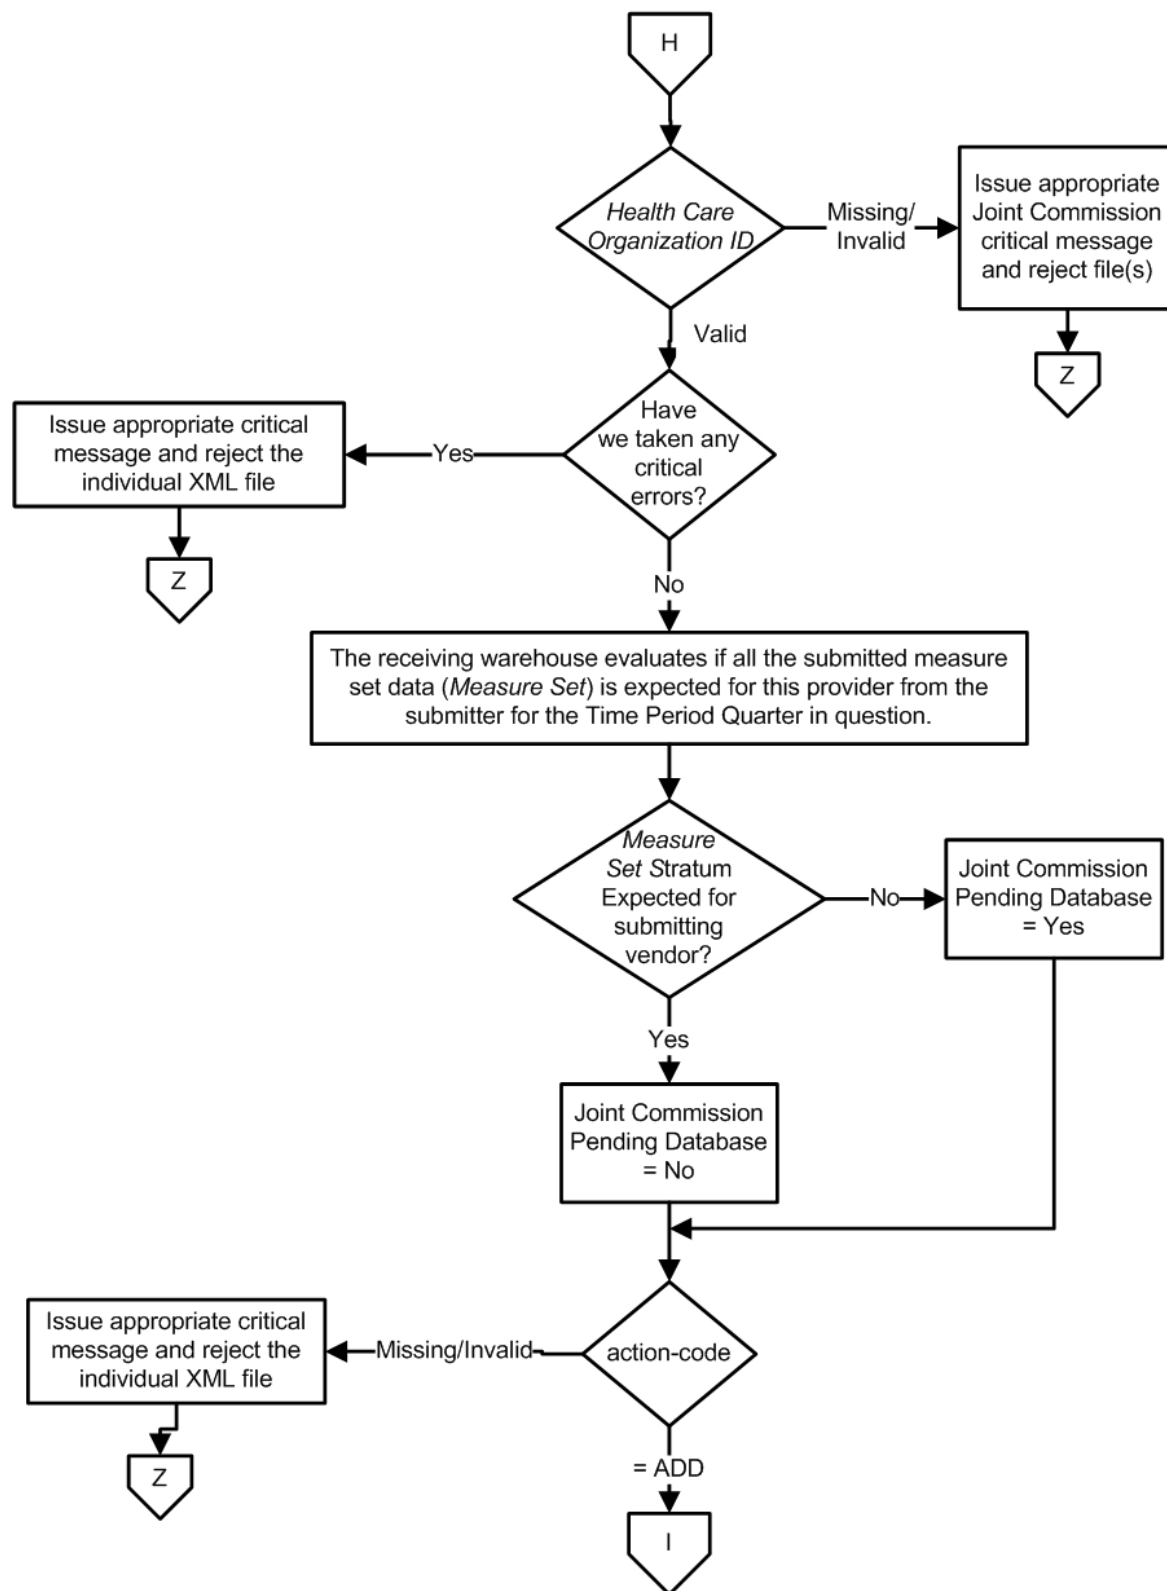 H
Health Care
Organization ID
Missing/
Invalid
Issue appropriate
Joint Commission
critical message
and reject file(s)
Z
Valid
Have
we taken any
critical
errors?
Yes
Issue appropriate critical
message and reject the
individual XML file
Z
No
The receiving warehouse evaluates if all the submitted measure
set data (Measure Set) is expected for this provider from the
submitter for the Time Period Quarter in question.
Measure
Set Stratum
Expected for
submitting
vendor?
No
Joint Commission
Pending Database
= Yes
Yes
Joint Commission
Pending Database
= No
action-code
Missing/Invalid
Issue appropriate critical
message and reject the
individual XML file
Z
= ADD
I